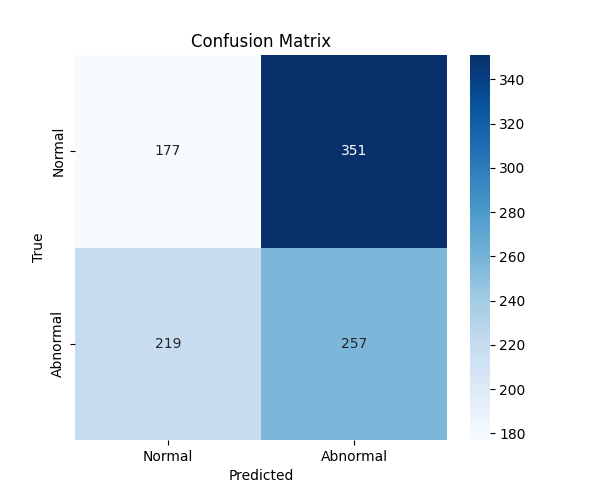 Confusion Matrix
True
Normal
177
351
Abnormal
219
257
Normal
Abnormal
Predicted
340
320
300
280
260
240
220
200
180